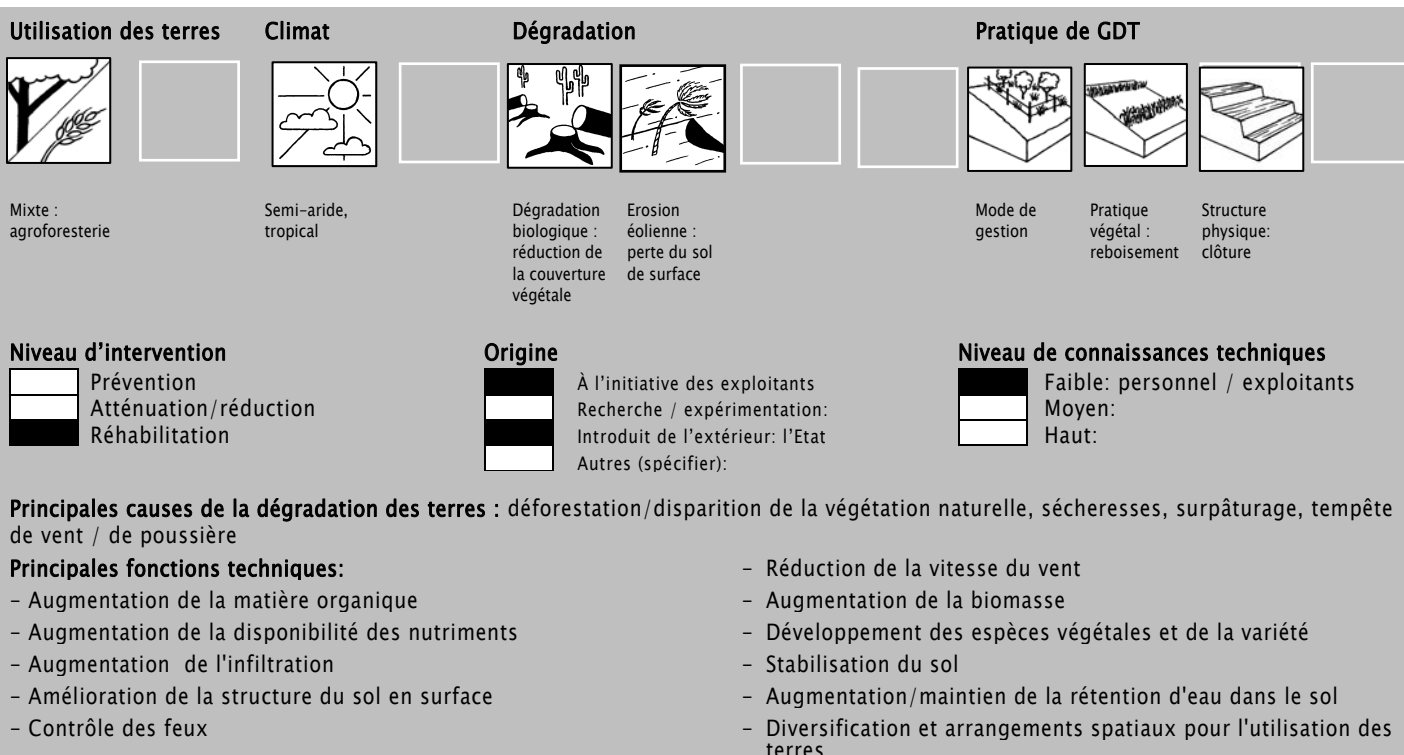 Utilisation des terres
Climat
Dégradation
Pratique de GDT
Mixte :
agroforesterie
Semi-aride,
tropical
Dégradation
biologique :
réduction de
la couverture
végétale
Erosion
éolienne :
perte du sol
de surface
Mode de
gestion
Pratique
végétal :
reboisement
Structure
physique:
clôture
Niveau d'intervention
Prévention
Atténuation/réduction
Réhabilitation
Origine
À l'initiative des exploitants
Recherche / expérimentation:
Introduit de l'extérieur: l'Etat
Autres (spécifier):
Niveau de connaissances techniques
Faible: personnel / exploitants
Moyen:
Haut:
Principales causes de la dégradation des terres : déforestation/disparition de la végétation naturelle, sécheresses, surpâturage, tempête
de vent / de poussière
Principales fonctions techniques:
- Augmentation de la matière organique
- Augmentation de la disponibilité des nutriments
- Augmentation de l'infiltration
- Amélioration de la structure du sol en surface
- Contrôle des feux
- Réduction de la vitesse du vent
- Augmentation de la biomasse
- Développement des espèces végétales et de la variété
- Stabilisation du sol
- Augmentation/maintien de la rétention d'eau dans le sol
- Diversification et arrangements spatiaux pour l'utilisation des
terres